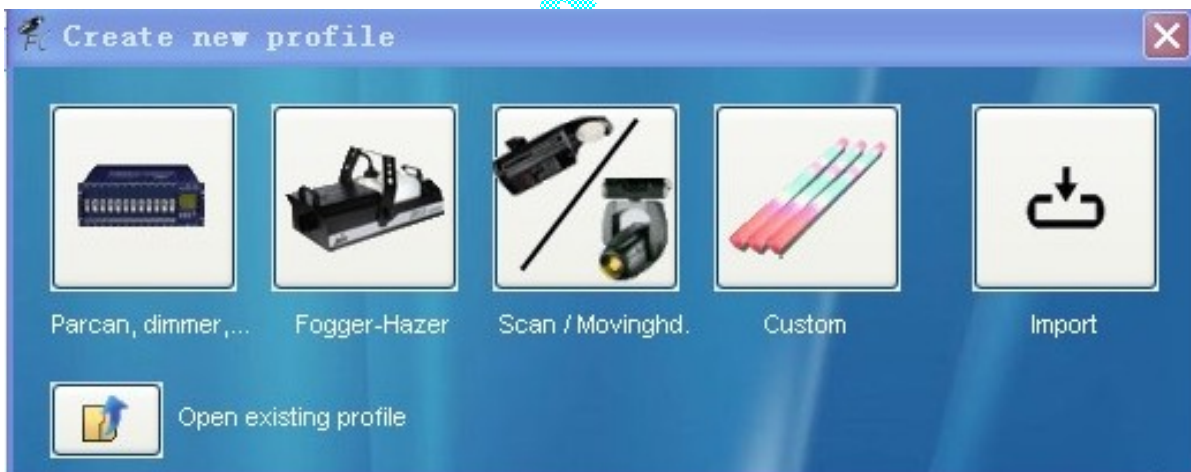 Create new profile
Parcan, dimmer,... Fogger-Hazer Scan / Movinghd. Custom Import
Open existing profile